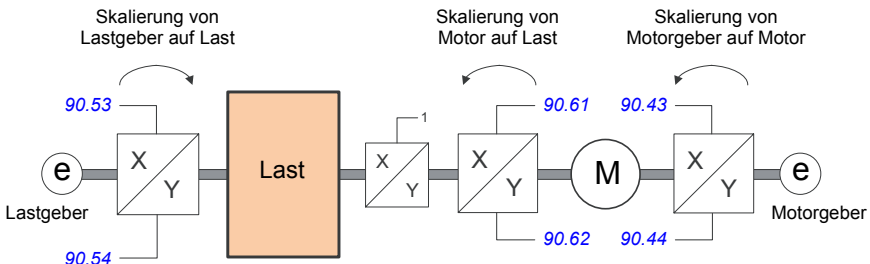 Skalierung von
Lastgeber auf Last
Skalierung von
Motor auf Last
Skalierung von
Motorgeber auf Motor
90.53
90.61
90.43
1
X
Y
X
Y
X
Y
X
Y
e
Last
M
e
Lastgeber
Motorgeber
90.54
90.62
90.44